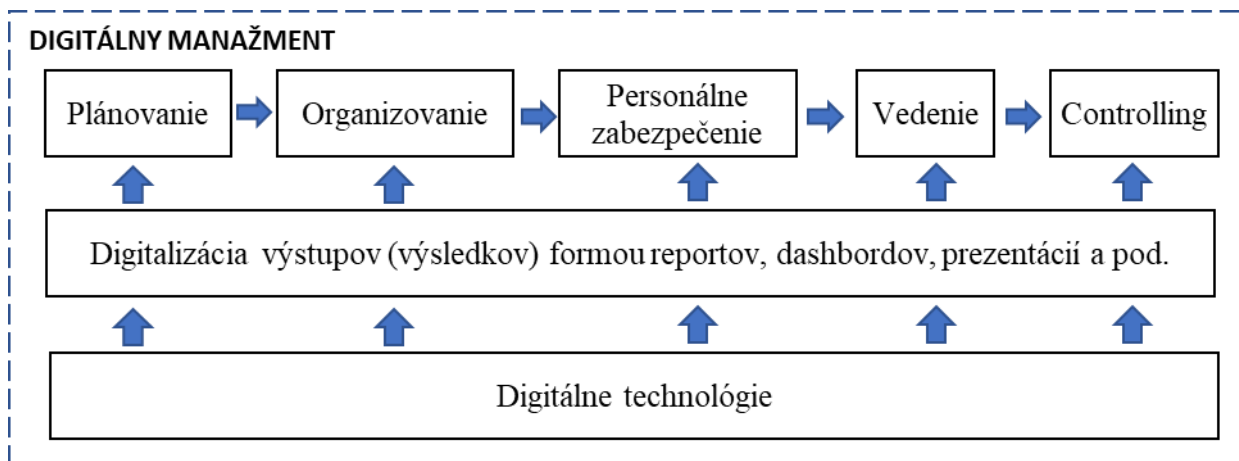 DIGITÁLNY MANAŽMENT
Plánovanie
Organizovanie
Personálne
zabezpečenie
Vedenie
Controlling
Digitalizácia výstupov (výsledkov) formou reportov, dashbordov, prezentácií a pod.
Digitálne technológie